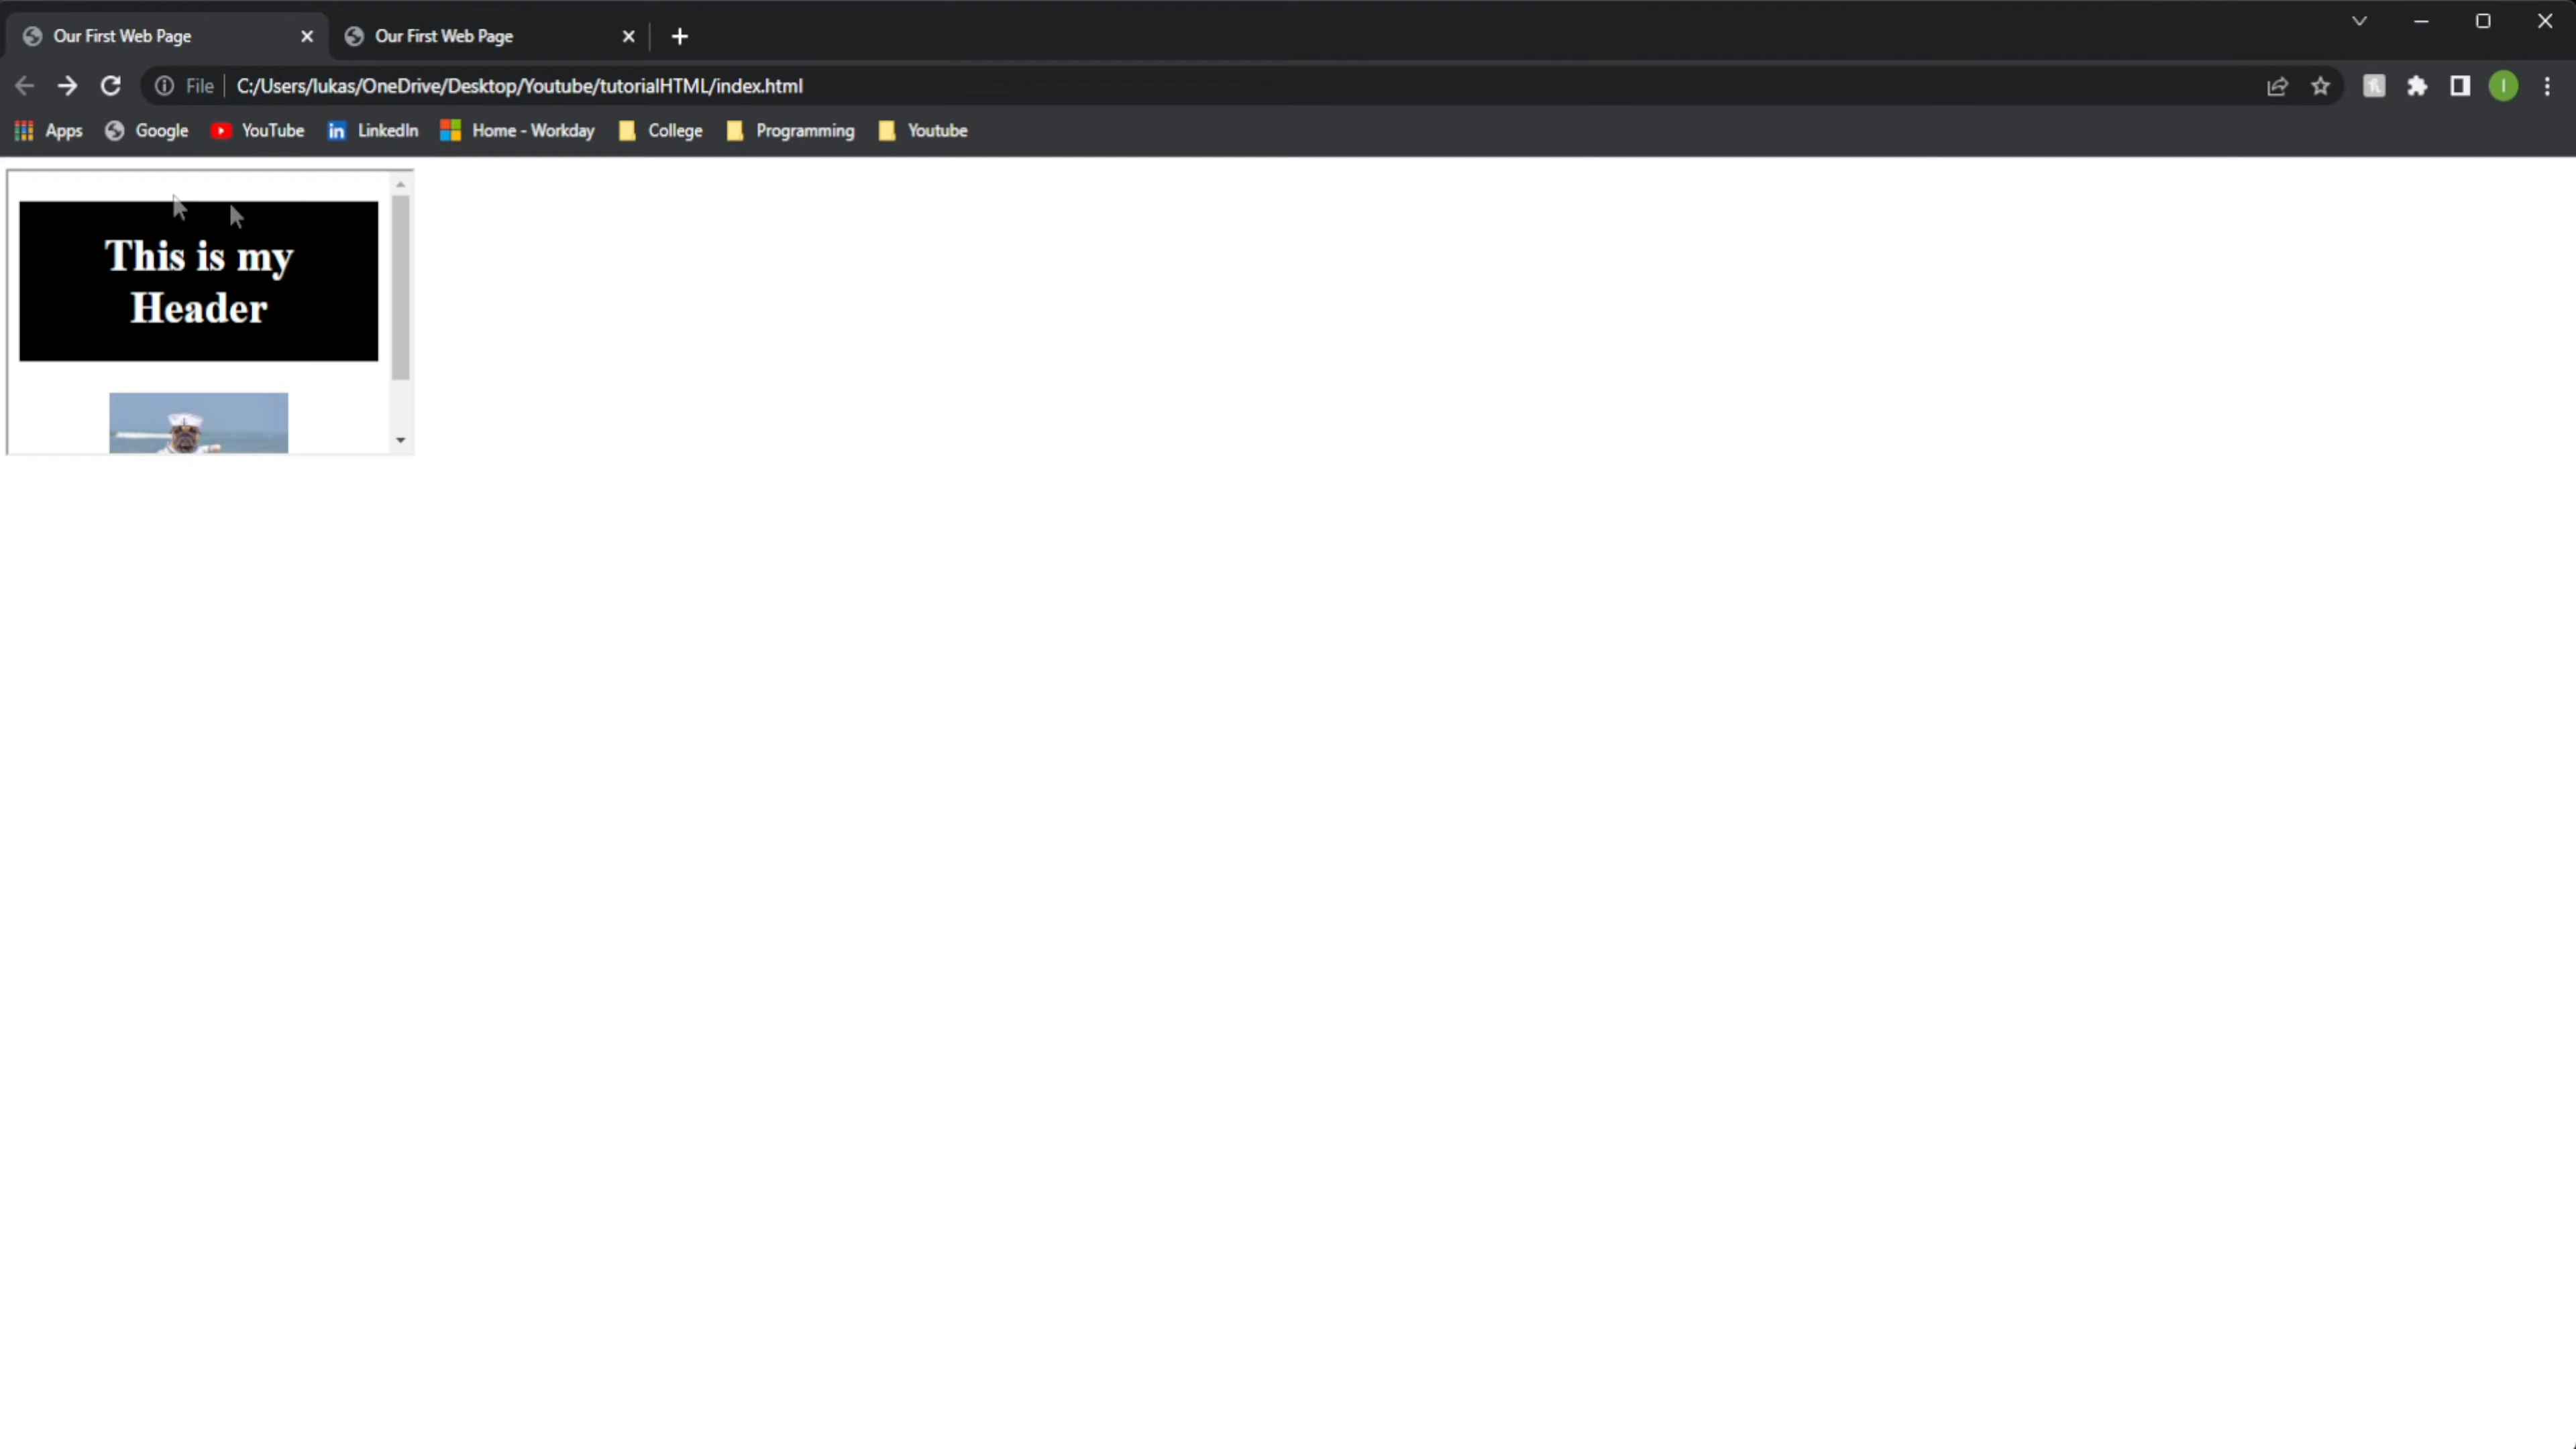 Our First Web Page
Our First Web Page
File
C:/Users/lukas/OneDrive/Desktop/Youtube/tutorialHTML/index.html
I
Apps
Google
YouTube
in LinkedIn
Home - Workday
College
Programming
Youtube
This is my
Header